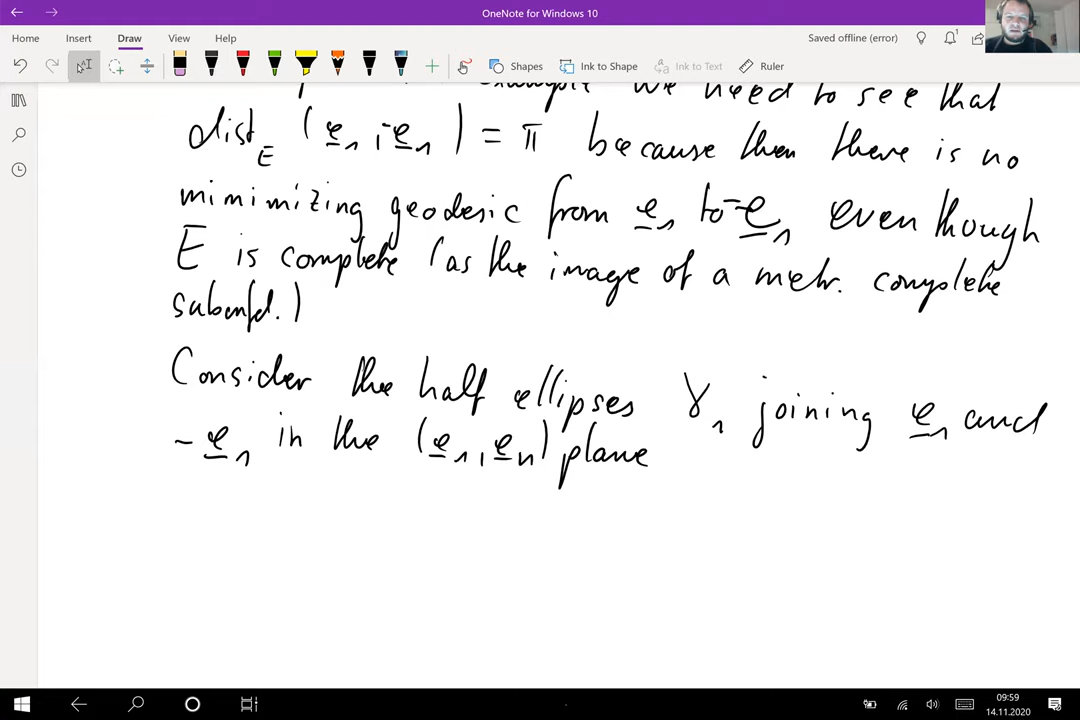 OneNote for Windows 10
Home Insert Draw View Help Saved offline (error)
Shapes Ink to Shape Ink to Text Ruler
example we need to see that
dist_E (e_1, -e_1) = π because then there is no
minimizing geodesic from e_1 to -e_1 even though
E is complete (as the image of a metr. complete
submfd.)
Consider the half ellipses γ_n joining e_1 and
-e_1 in the (e_1, e_n) plane
09:59
14.11.2020